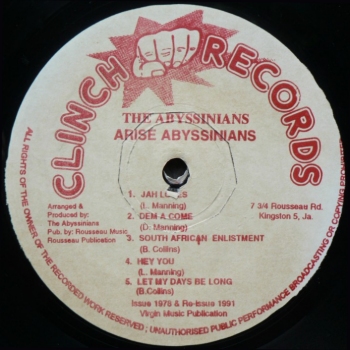 CLINCH RECORDS
THE ABYSSINIANS
ARISE ABYSSINIANS
1. JAH LOVES
(L. Manning)
2. DEM A COME
(D. Manning)
3. SOUTH AFRICAN ENLISTMENT
(B. Collins)
4. HEY YOU
(L. Manning)
5. LET MY DAYS BE LONG
(B.Collins)
Arranged &
Produced by:
The Abyssinians
Pub. by: Rousseau Music
Rousseau Publication
7 3/4 Rousseau Rd.
Kingston 5, Ja.
Issue 1978 & Re-Issue 1991
Virgin Music Publication
ALL RIGHTS OF THE OWNER OF THE RECORDED WORK RESERVED ; UNAUTHORISED PUBLIC PERFORMANCE BROADCASTING OR COPYING PROHIBITED